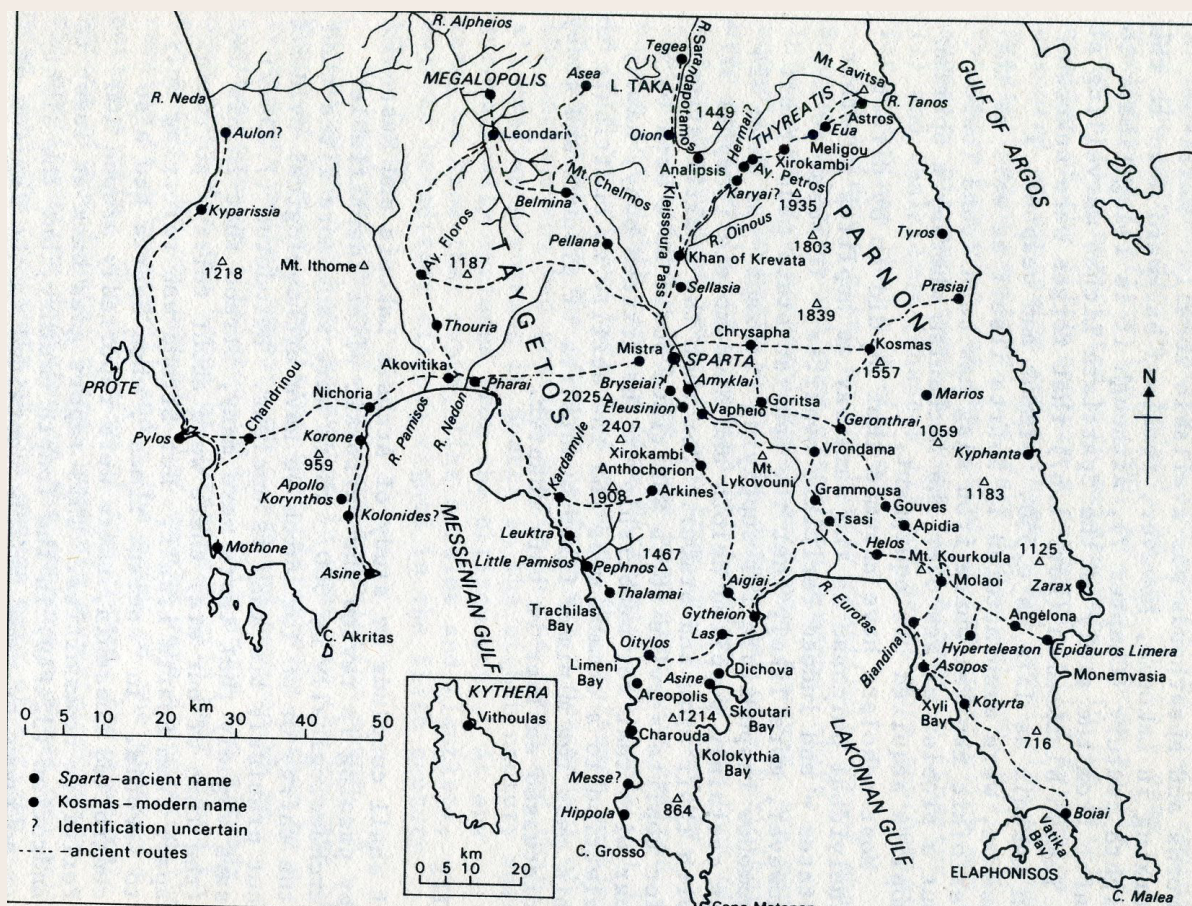 R. Alpheios
R. Sarandapotamos
Tegea
MEGALOPOLIS
Asea
L. TAKA
Mt Zavitsa
R. Neda
1449
R. Tanos
GULF OF ARGOS
Aulon?
Leondari
Oion
Hermai?
THYREATIS
Astros
Eua
Meligou
Xirokambi
Analipsis
Ay. Petros
Karyai?
1935
Mt. Chelmos
Belmina
Kleissoura Pass
R. Oinous
PARNON
Kyparissia
Ay. Floros
TAYGETOS
Pellana
1803
Tyros
1218
Mt. Ithome
1187
Khan of Krevata
Sellasia
Prasiai
1839
Thouria
Chrysapha
Mistra
SPARTA
Kosmas
1557
PROTE
Akovitika
Pharai
Bryseiai?
Amyklai
2025
Nichoria
Eleusinion
Vapheio
Goritsa
Marios
Chandrinou
R. Pamisos
R. Nedon
2407
Geronthrai
1059
N
Pylos
Korone
959
Kardamyle
Xirokambi
Anthochorion
Mt.
Lykovouni
Vrondama
Kyphanta
Apollo
Korynthos
1908
Arkines
Grammousa
1183
Kolonides?
Gouves
Tsasi
Apidia
MESSENIAN GULF
Leuktra
Helos
Mothone
1467
Mt. Kourkoula
1125
Asine
Little Pamisos
Pephnos
Molaoi
Zarax
Thalamai
Aigiai
R. Eurotas
Trachilas
Bay
Gytheion
Angelona
C. Akritas
Las
Biandina?
Hyperteleaton
Epidauros Limera
Oitylos
Limeni
Bay
Dichova
Asopos
Monemvasia
Asine
Areopolis
Skoutari
Bay
Xyli
Bay
Kotyrta
KYTHERA
Vithoulas
1214
Charouda
716
Kolokythia
Bay
km
0 5 10 20 30 50
LAKONIAN GULF
Messe?
864
Hippola
Boiai
Vatika
Bay
C. Grosso
ELAPHONISOS
C. Malea
km
0 5 10 20
Sparta–ancient name
Kosmas–modern name
? Identification uncertain
-----–ancient routes